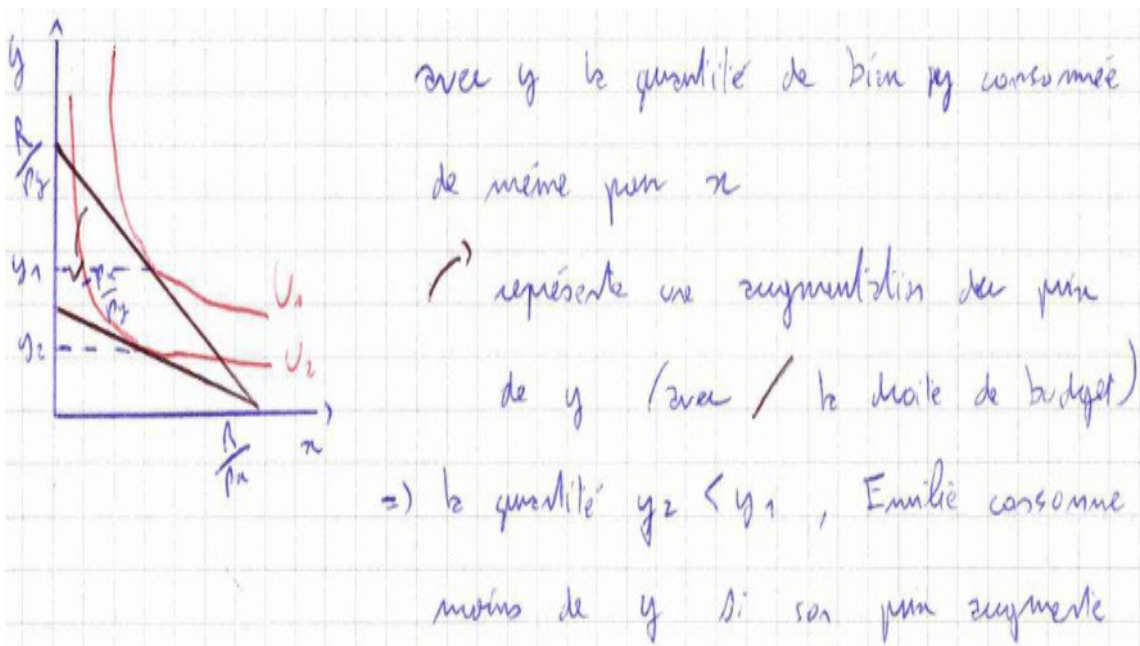 y
R/py
y1
px/py
y2
U1
U2
R/px
x
avec y la quantité de bien y consommée
de même pour x
représente une augmentation du prix
de y (avec / la droite de budget)
=) la quantité y2 < y1 , Emilie consomme
moins de y si son prix augmente